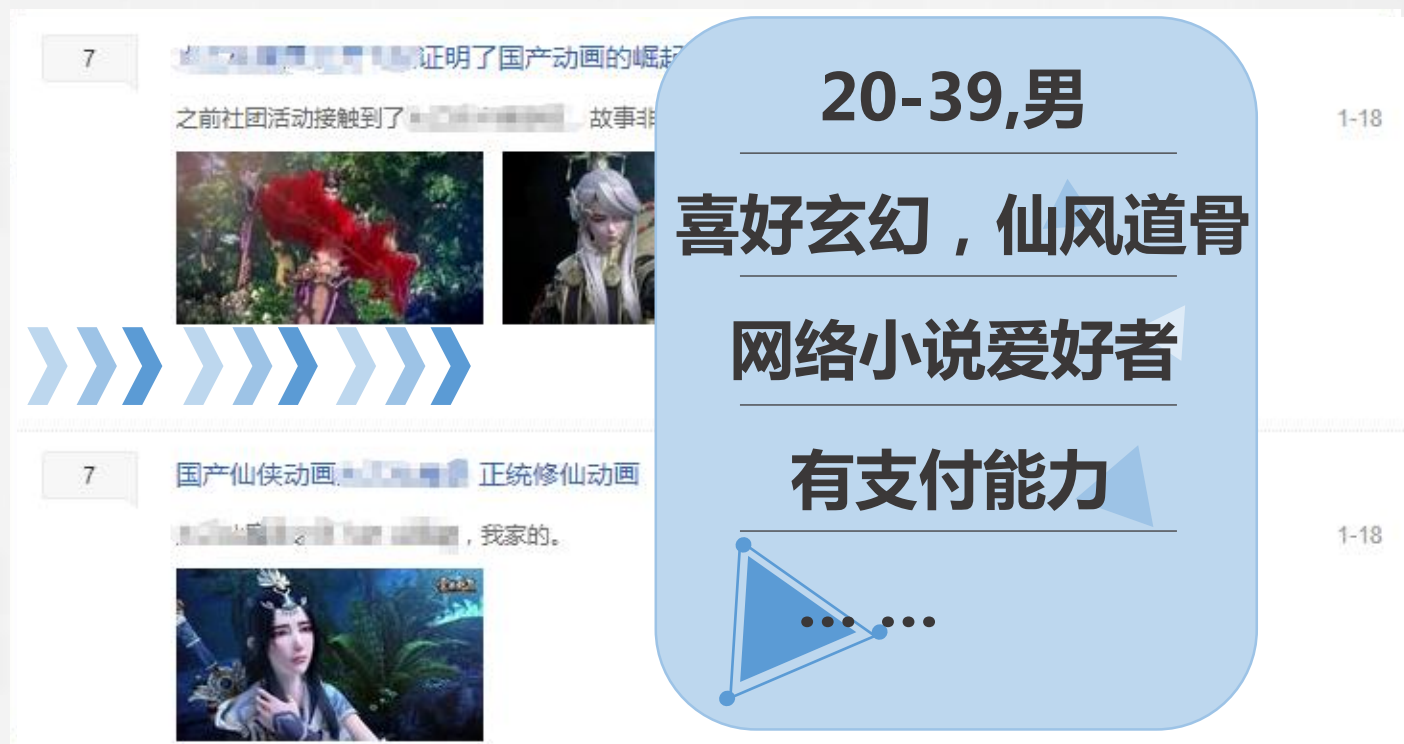 7
证明了国产动画的崛起
之前社团活动接触到了 故事非
1-18
20-39,男
喜好玄幻，仙风道骨
网络小说爱好者
有支付能力
... ...
7
国产仙侠动画 正统修仙动画
，我家的。
1-18